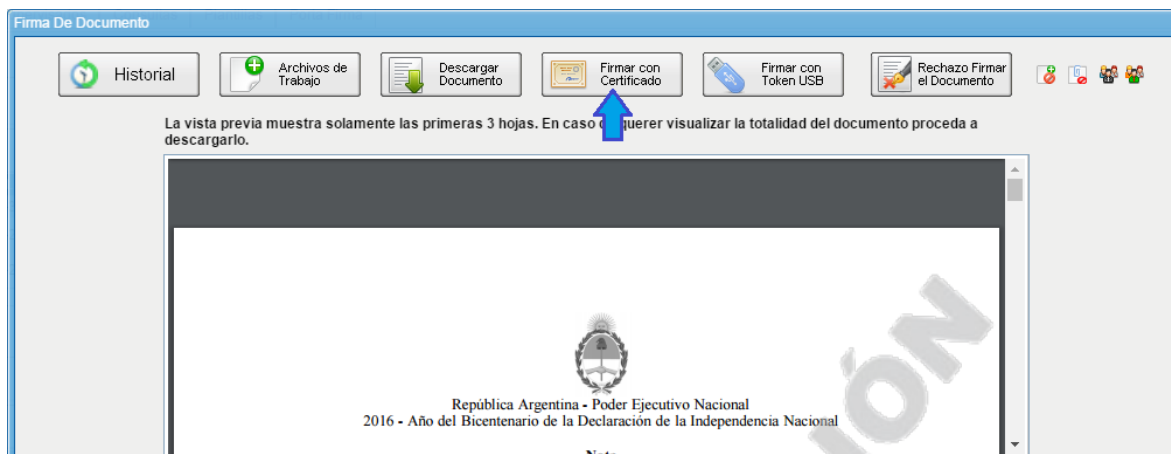 Firma De Documento
Historial
Archivos de
Trabajo
Descargar
Documento
Firmar con
Certificado
Firmar con
Token USB
Rechazo Firmar
el Documento
La vista previa muestra solamente las primeras 3 hojas. En caso querer visualizar la totalidad del documento proceda a
descargarlo.
República Argentina - Poder Ejecutivo Nacional
2016 - Año del Bicentenario de la Declaración de la Independencia Nacional
Nota